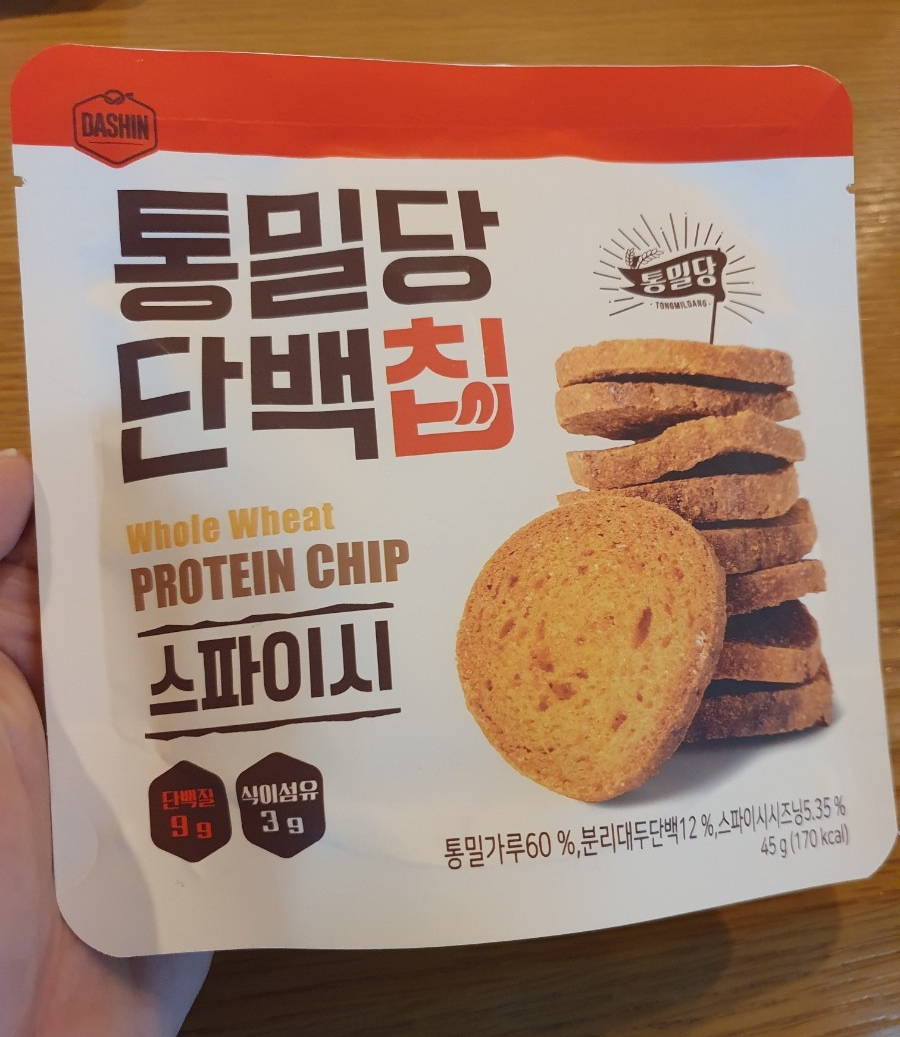 DASHIN
통밀당
단백칩
통밀당
TONGMILDANG
Whole Wheat
PROTEIN CHIP
스파이시
단백질
9 g
식이섬유
3 g
통밀가루60 %,분리대두단백12 %,스파이시시즈닝5.35 %
45 g (170 kcal)